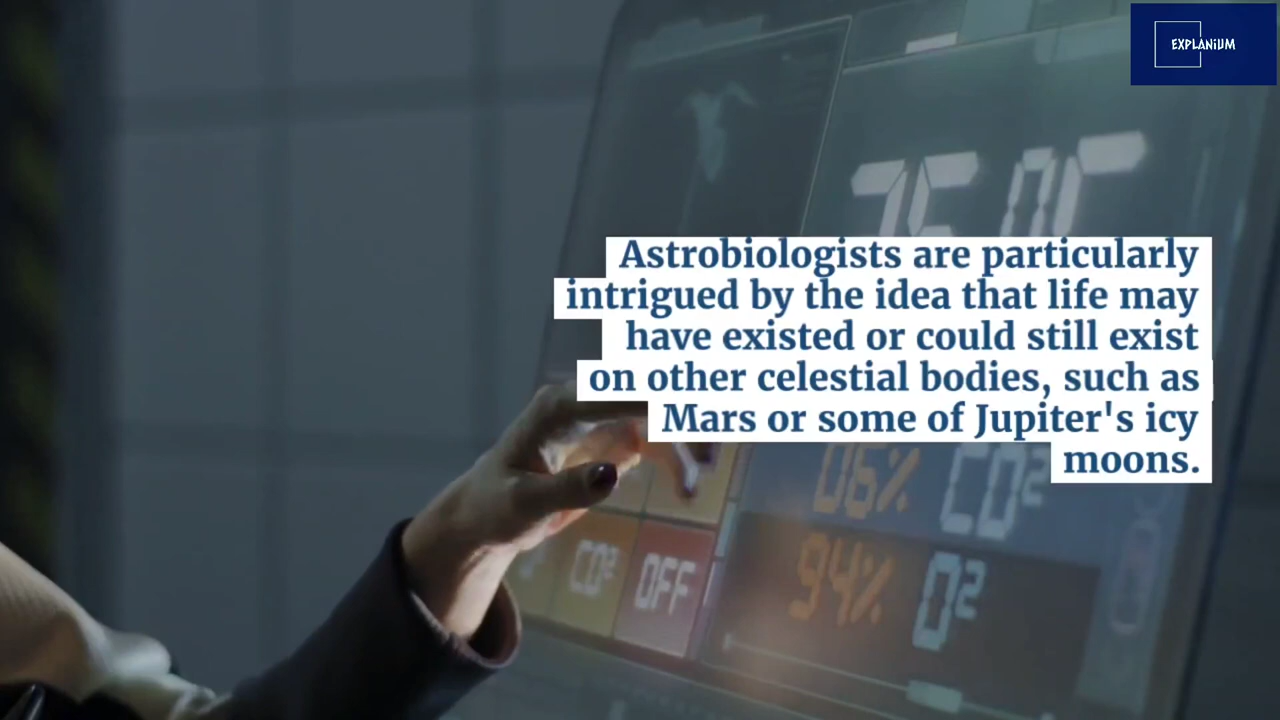 EXPLANIUM
Astrobiologists are particularly
intrigued by the idea that life may
have existed or could still exist
on other celestial bodies, such as
Mars or some of Jupiter's icy
moons.
06% CO²
CO² OFF
94% O²